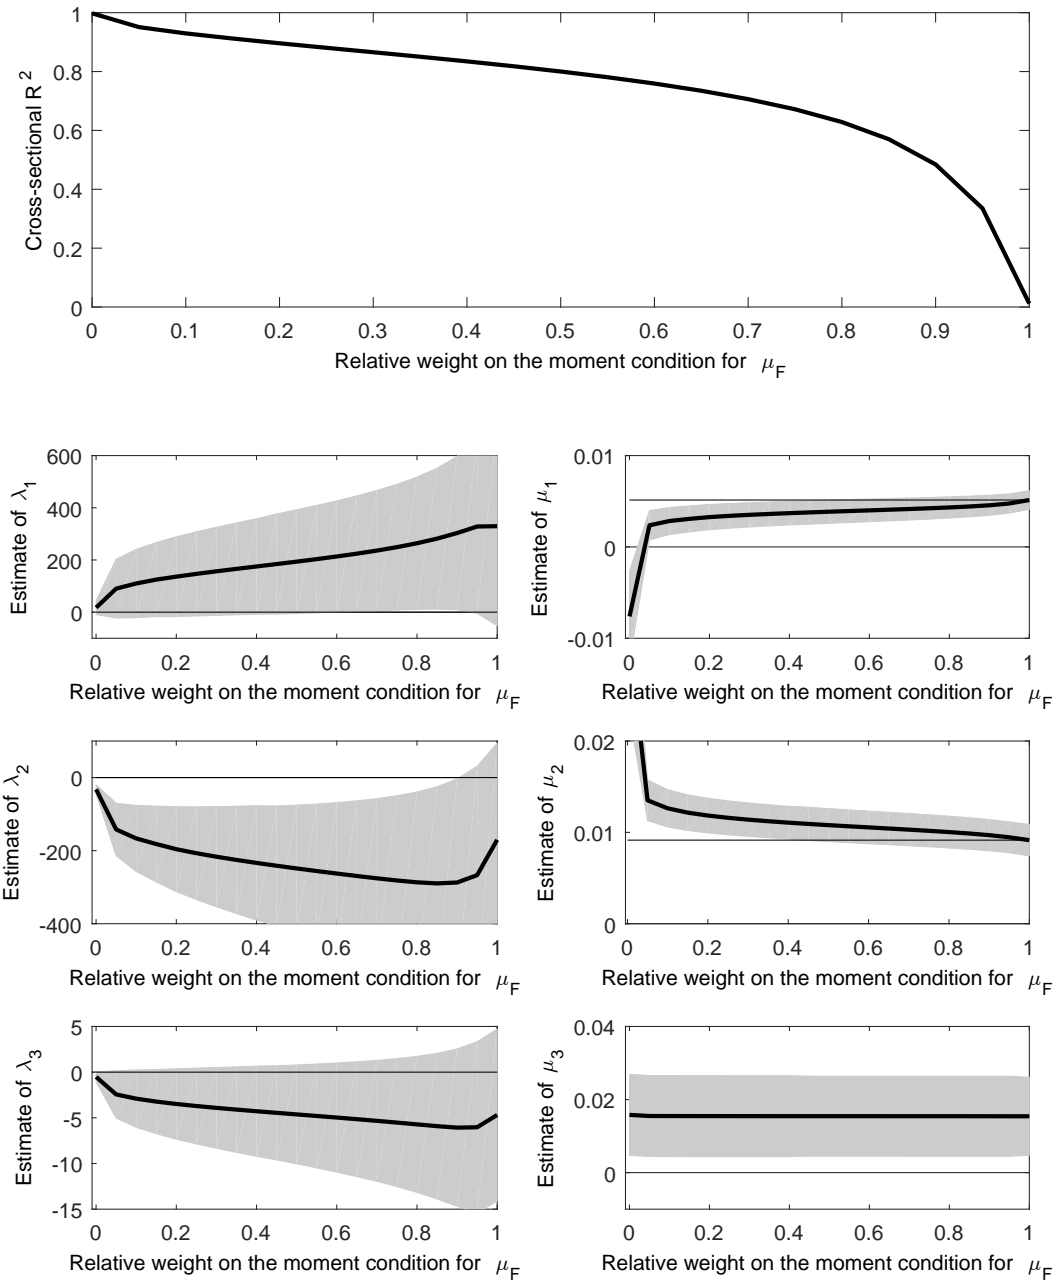 Cross-sectional R 2
1
0.8
0.6
0.4
0.2
0
0 0.1 0.2 0.3 0.4 0.5 0.6 0.7 0.8 0.9 1
Relative weight on the moment condition for μF
Estimate of λ1
600
400
200
0
0 0.2 0.4 0.6 0.8 1
Relative weight on the moment condition for μF
Estimate of μ1
0.01
0
-0.01
0 0.2 0.4 0.6 0.8 1
Relative weight on the moment condition for μF
Estimate of λ2
0
-200
-400
0 0.2 0.4 0.6 0.8 1
Relative weight on the moment condition for μF
Estimate of μ2
0.02
0.01
0
0 0.2 0.4 0.6 0.8 1
Relative weight on the moment condition for μF
Estimate of λ3
5
0
-5
-10
-15
0 0.2 0.4 0.6 0.8 1
Relative weight on the moment condition for μF
Estimate of μ3
0.04
0.02
0
0 0.2 0.4 0.6 0.8 1
Relative weight on the moment condition for μF